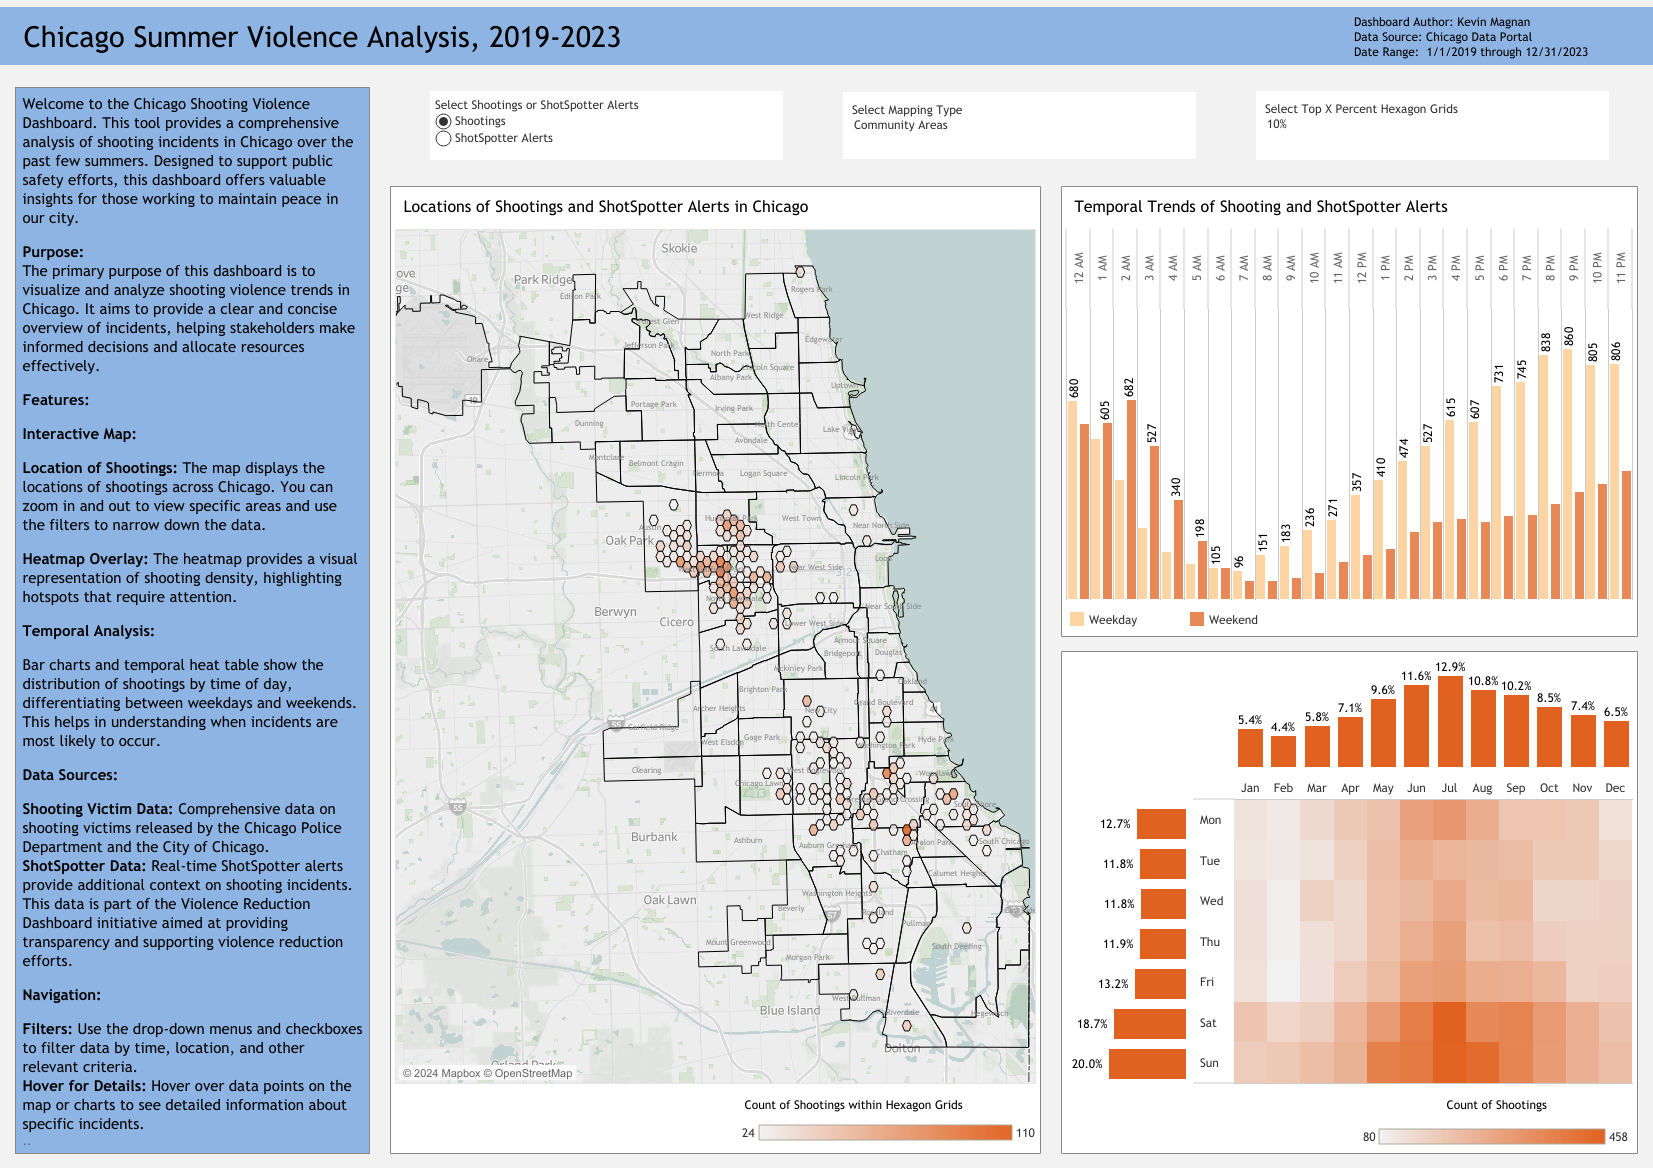 Chicago Summer Violence Analysis, 2019-2023
Dashboard Author: Kevin Magnan
Data Source: Chicago Data Portal
Date Range: 1/1/2019 through 12/31/2023
Welcome to the Chicago Shooting Violence
Dashboard. This tool provides a comprehensive
analysis of shooting incidents in Chicago over the
past few summers. Designed to support public
safety efforts, this dashboard offers valuable
insights for those working to maintain peace in
our city.
Purpose:
The primary purpose of this dashboard is to
visualize and analyze shooting violence trends in
Chicago. It aims to provide a clear and concise
overview of incidents, helping stakeholders make
informed decisions and allocate resources
effectively.
Features:
Interactive Map:
Location of Shootings: The map displays the
locations of shootings across Chicago. You can
zoom in and out to view specific areas and use
the filters to narrow down the data.
Heatmap Overlay: The heatmap provides a visual
representation of shooting density, highlighting
hotspots that require attention.
Temporal Analysis:
Bar charts and temporal heat table show the
distribution of shootings by time of day,
differentiating between weekdays and weekends.
This helps in understanding when incidents are
most likely to occur.
Data Sources:
Shooting Victim Data: Comprehensive data on
shooting victims released by the Chicago Police
Department and the City of Chicago.
ShotSpotter Data: Real-time ShotSpotter alerts
provide additional context on shooting incidents.
This data is part of the Violence Reduction
Dashboard initiative aimed at providing
transparency and supporting violence reduction
efforts.
Navigation:
Filters: Use the drop-down menus and checkboxes
to filter data by time, location, and other
relevant criteria.
Hover for Details: Hover over data points on the
map or charts to see detailed information about
specific incidents.
..
Select Shootings or ShotSpotter Alerts
Shootings
ShotSpotter Alerts
Select Mapping Type
Community Areas
Select Top X Percent Hexagon Grids
10%
Locations of Shootings and ShotSpotter Alerts in Chicago
Skokie
ove
ge
Park Ridge
Edison Park
Rogers Park
West Ridge
Forest Glen
Jefferson Park
Edgewater
North Park
Ohare
Lincoln Square
Albany Park
Uptown
19
Portage Park
Irving Park
Dunning
North Center
Lake View
Avondale
Montclare
Belmont Cragin
Hermosa
Logan Square
Lincoln Park
Austin
Humboldt Park
West Town
Near North Side
Oak Park
Loop
Near West Side
312
Berwyn
North Lawndale
Near South Side
Cicero
Lower West Side
Armour Square
South Lawndale
Bridgeport
Douglas
Mckinley Park
Oakland
Brighton Park
Archer Heights
New City
Grand Boulevard
41
55
Garfield Ridge
West Elsdon
Gage Park
Washington Park
Hyde Park
Clearing
West Englewood
Woodlawn
Chicago Lawn
Greater Grand Crossing
South Shore
55
Burbank
Ashburn
Auburn Gresham
Avalon Park
South Chicago
Chatham
Calumet Heights
Oak Lawn
Washington Heights
Beverly
57
Roseland
Pullman
Mount Greenwood
South Deering
Morgan Park
West Pullman
Blue Island
Riverdale
Hegewisch
Dolton
Orland Park
© 2024 Mapbox © OpenStreetMap
Count of Shootings within Hexagon Grids
24
110
Temporal Trends of Shooting and ShotSpotter Alerts
12 AM
1 AM
2 AM
3 AM
4 AM
5 AM
6 AM
7 AM
8 AM
9 AM
10 AM
11 AM
12 PM
1 PM
2 PM
3 PM
4 PM
5 PM
6 PM
7 PM
8 PM
9 PM
10 PM
11 PM
680
605
682
527
340
198
105
96
151
183
236
271
357
410
474
527
615
607
731
745
838
860
805
806
Weekday
Weekend
5.4%
4.4%
5.8%
7.1%
9.6%
11.6%
12.9%
10.8%
10.2%
8.5%
7.4%
6.5%
Jan Feb Mar Apr May Jun Jul Aug Sep Oct Nov Dec
12.7% Mon
11.8% Tue
11.8% Wed
11.9% Thu
13.2% Fri
18.7% Sat
20.0% Sun
Count of Shootings
80
458